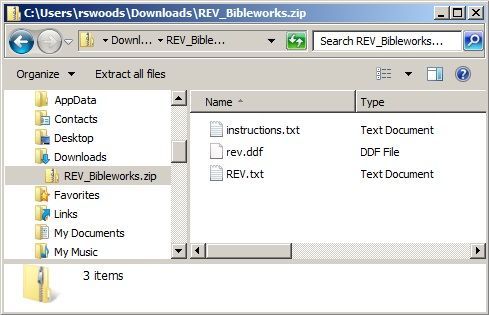 C:\Users\rswoods\Downloads\REV_Bibleworks.zip
Downl... REV_Bible... Search REV_Bibleworks...
Organize Extract all files
AppData
Contacts
Desktop
Downloads
REV_Bibleworks.zip
Favorites
Links
My Documents
My Music
Name Type
instructions.txt Text Document
rev.ddf DDF File
REV.txt Text Document
3 items